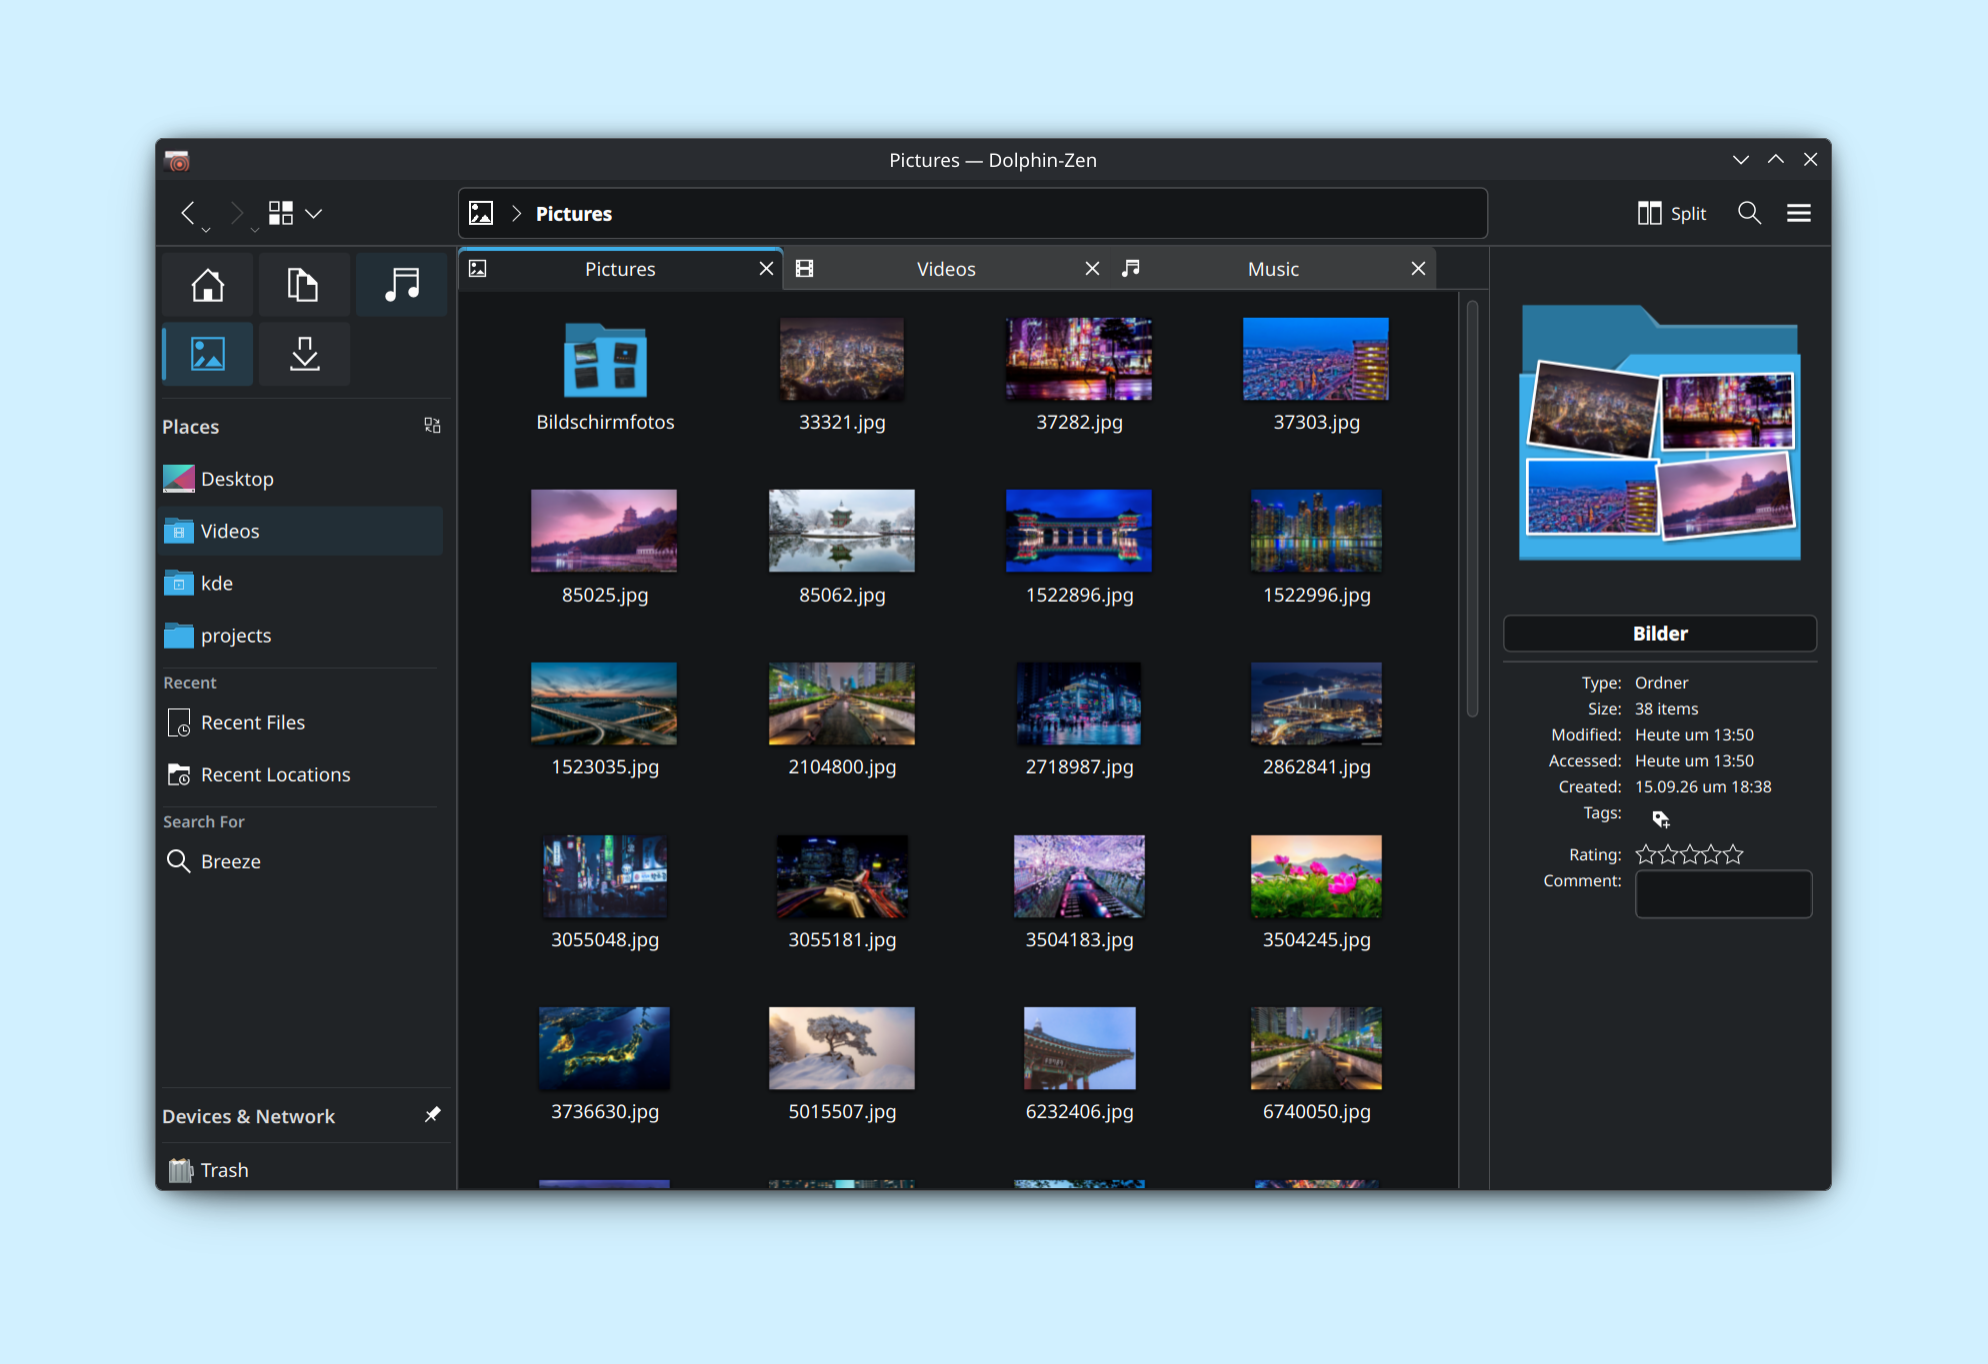 Pictures — Dolphin-Zen
Pictures
Split
Pictures
Videos
Music
Places
Desktop
Videos
kde
projects
Recent
Recent Files
Recent Locations
Search For
Breeze
Devices & Network
Trash
Bildschirmfotos
33321.jpg
37282.jpg
37303.jpg
85025.jpg
85062.jpg
1522896.jpg
1522996.jpg
1523035.jpg
2104800.jpg
2718987.jpg
2862841.jpg
3055048.jpg
3055181.jpg
3504183.jpg
3504245.jpg
3736630.jpg
5015507.jpg
6232406.jpg
6740050.jpg
Bilder
Type: Ordner
Size: 38 items
Modified: Heute um 13:50
Accessed: Heute um 13:50
Created: 15.09.26 um 18:38
Tags:
Rating:
Comment: